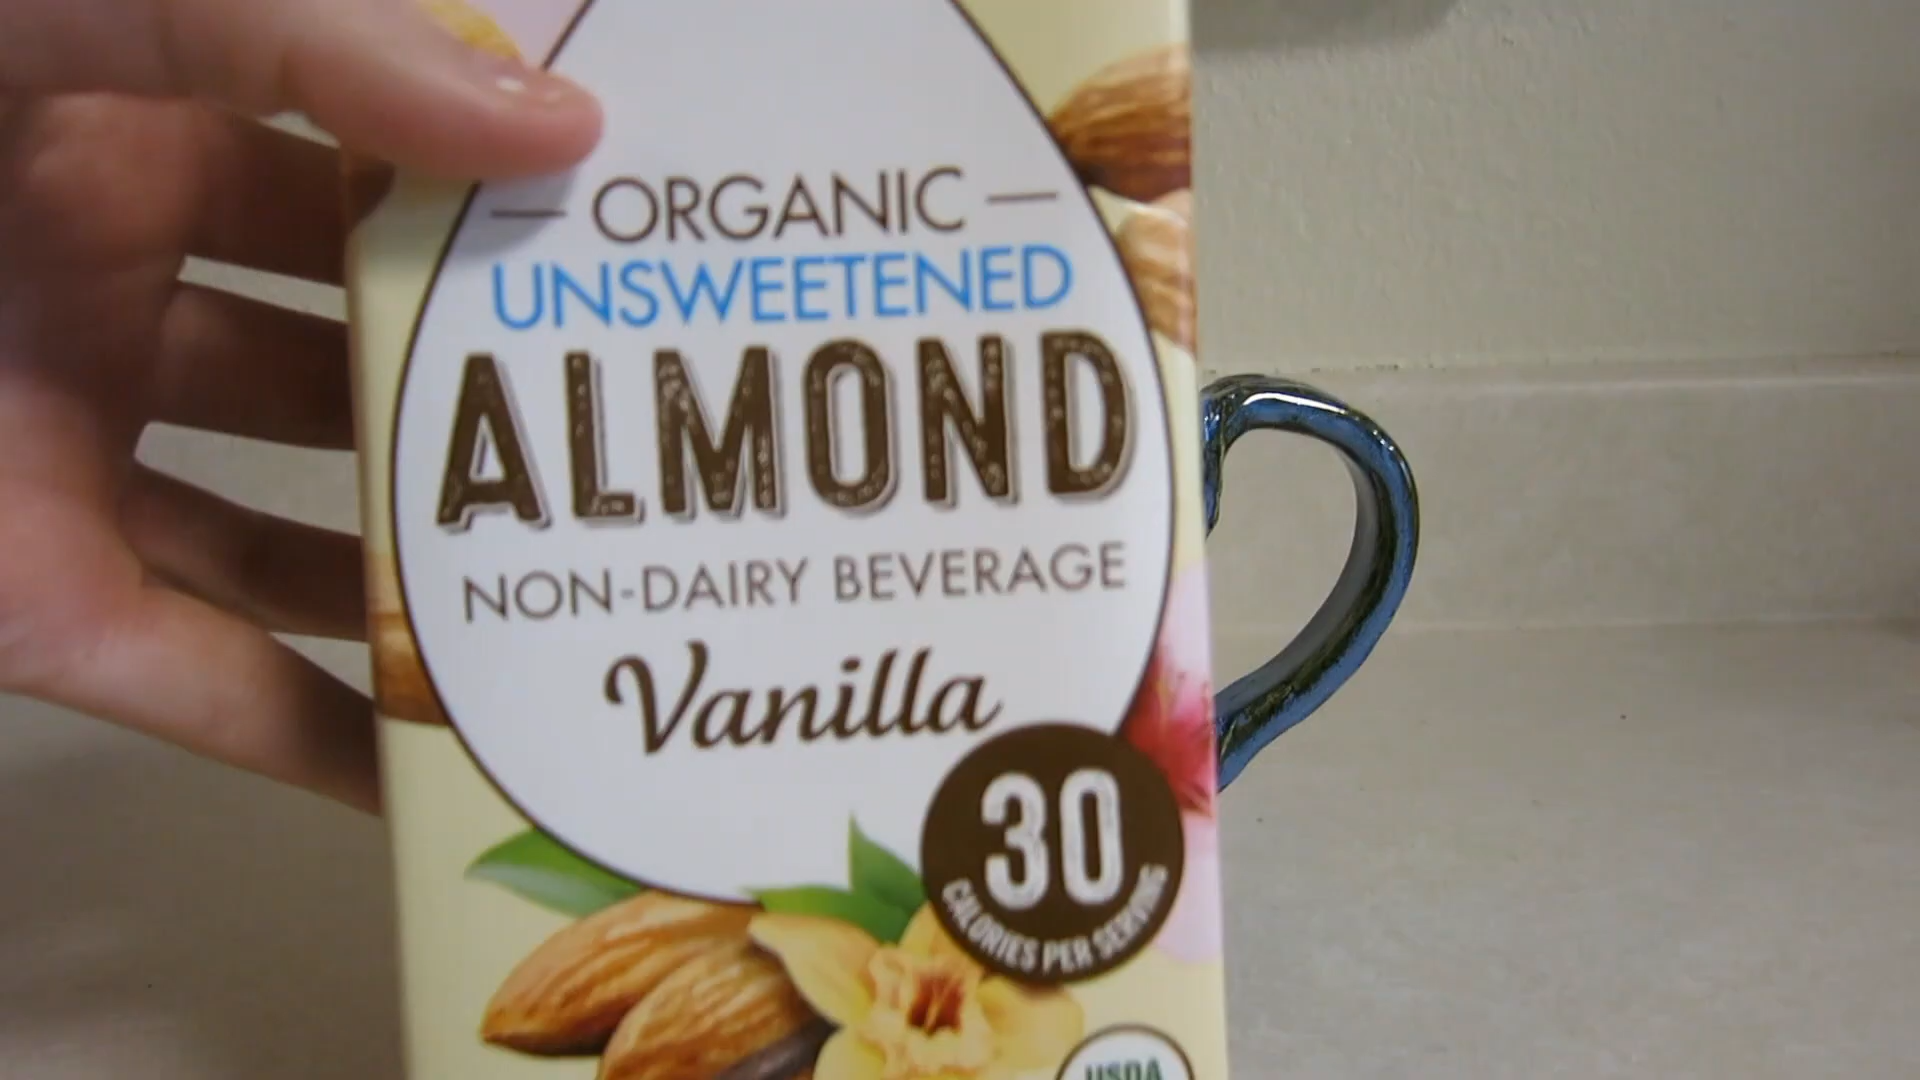 ORGANIC
UNSWEETENED
ALMOND
NON-DAIRY BEVERAGE
Vanilla
30
CALORIES PER SERVING
USDA